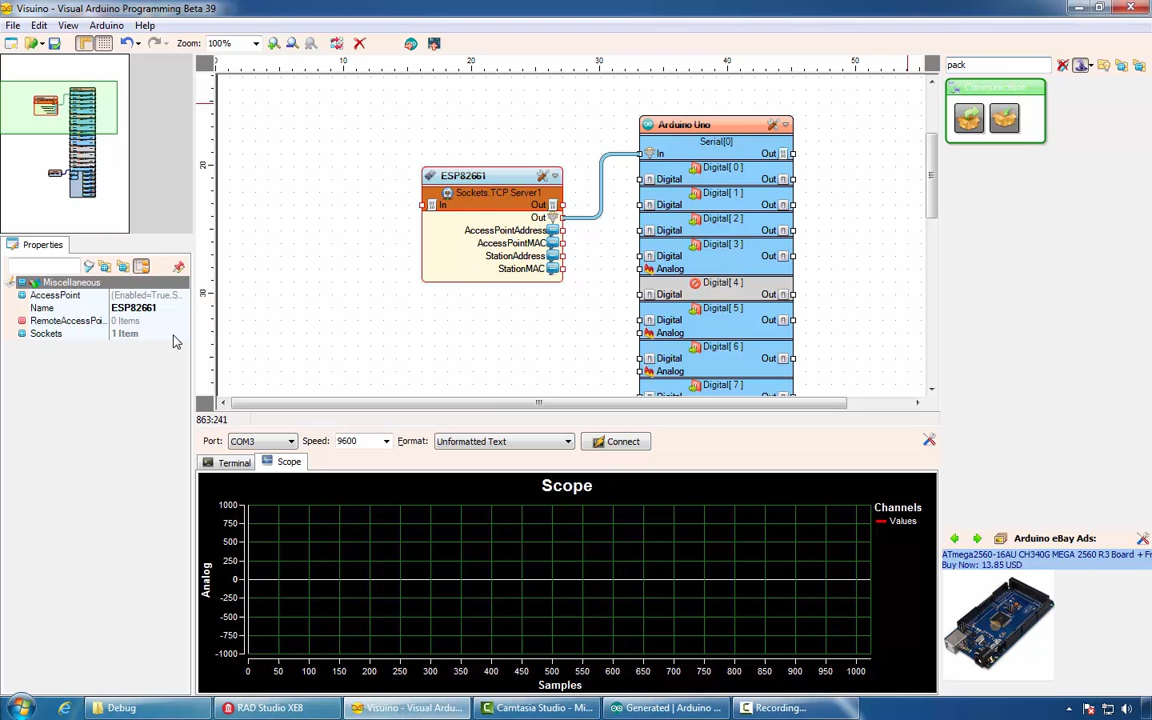 Visuino - Visual Arduino Programming Beta 39
File Edit View Arduino Help
Zoom: 100%
pack
Communication
10 20 30 40 50
20
30
Arduino Uno
Serial[0]
In Out
Digital[ 0 ]
Digital Out
Digital[ 1 ]
Digital Out
Digital[ 2 ]
Digital Out
Digital[ 3 ]
Digital Out
Analog
Digital[ 4 ]
Digital Out
Digital[ 5 ]
Digital Out
Analog
Digital[ 6 ]
Digital Out
Analog
Digital[ 7 ]
ESP82661
Sockets.TCP Server1
In Out
Out
AccessPointAddress
AccessPointMAC
StationAddress
StationMAC
Properties
Miscellaneous
AccessPoint (Enabled=True,S...
Name ESP82661
RemoteAccessPoi... 0 Items
Sockets 1 Item
863:241
Port: COM3 Speed: 9600 Format: Unformatted Text Connect
Terminal Scope
Scope
Channels
Values
Analog
1000
750
500
250
0
-250
-500
-750
-1000
0 50 100 150 200 250 300 350 400 450 500 550 600 650 700 750 800 850 900 950 1000
Samples
Arduino eBay Ads:
ATmega2560-16AU CH340G MEGA 2560 R3 Board + Fr
Buy Now: 13.85 USD
Debug
RAD Studio XE8
Visuino - Visual Ardu...
Camtasia Studio - Mi...
Generated | Arduino ...
Recording...